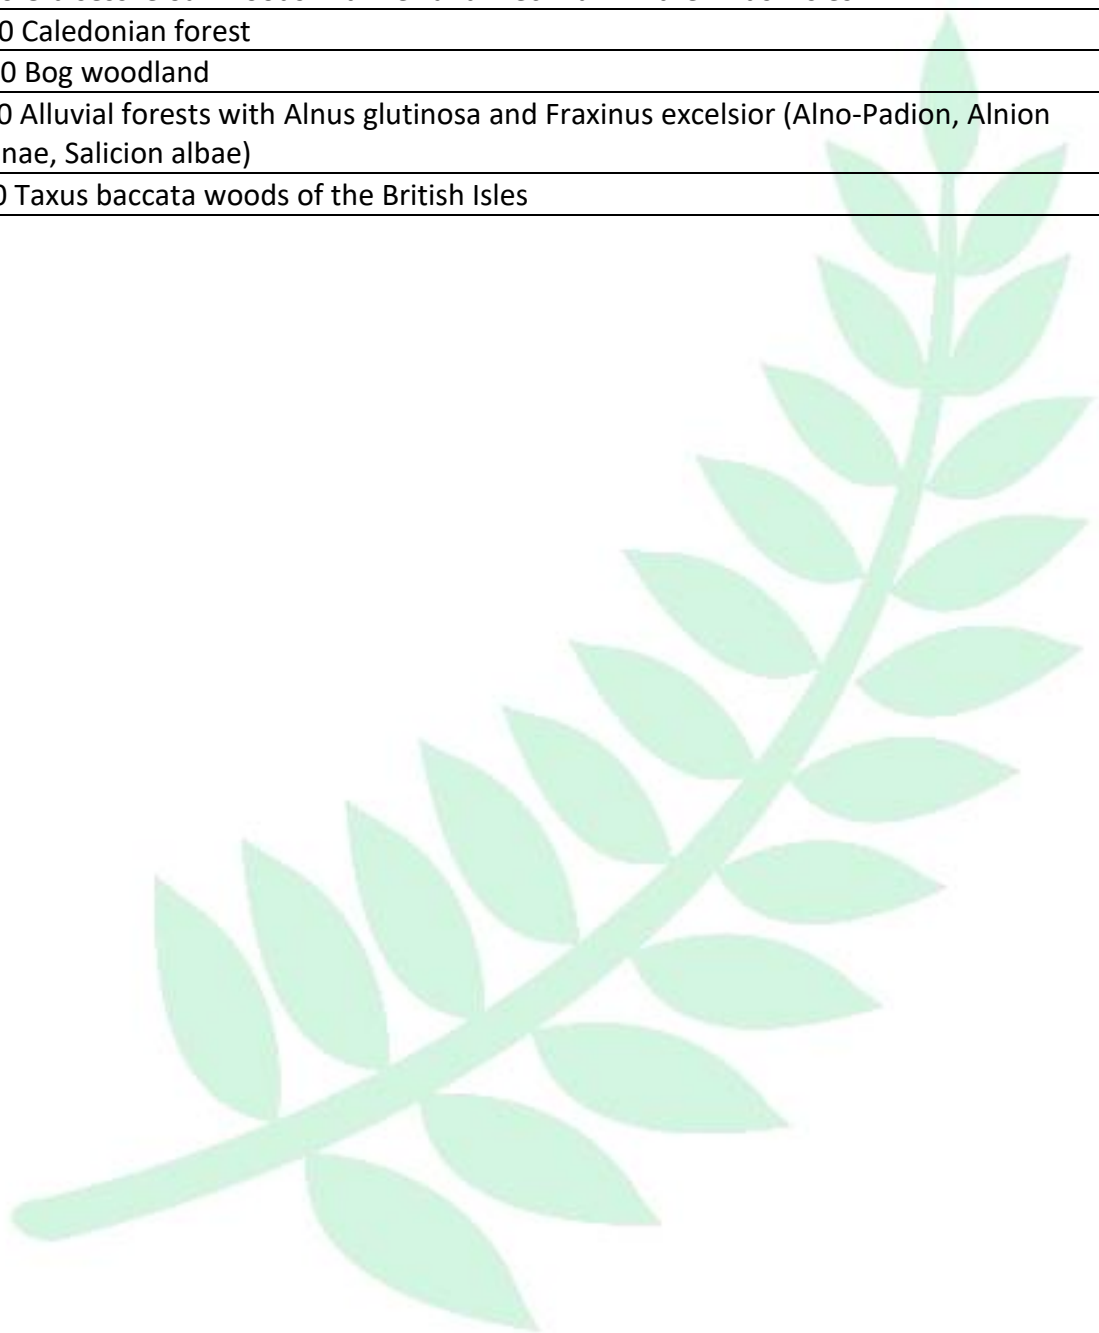 0 Caledonian forest
0 Bog woodland
0 Alluvial forests with Alnus glutinosa and Fraxinus excelsior (Alno-Padion, Alnion
nae, Salicion albae)
0 Taxus baccata woods of the British Isles